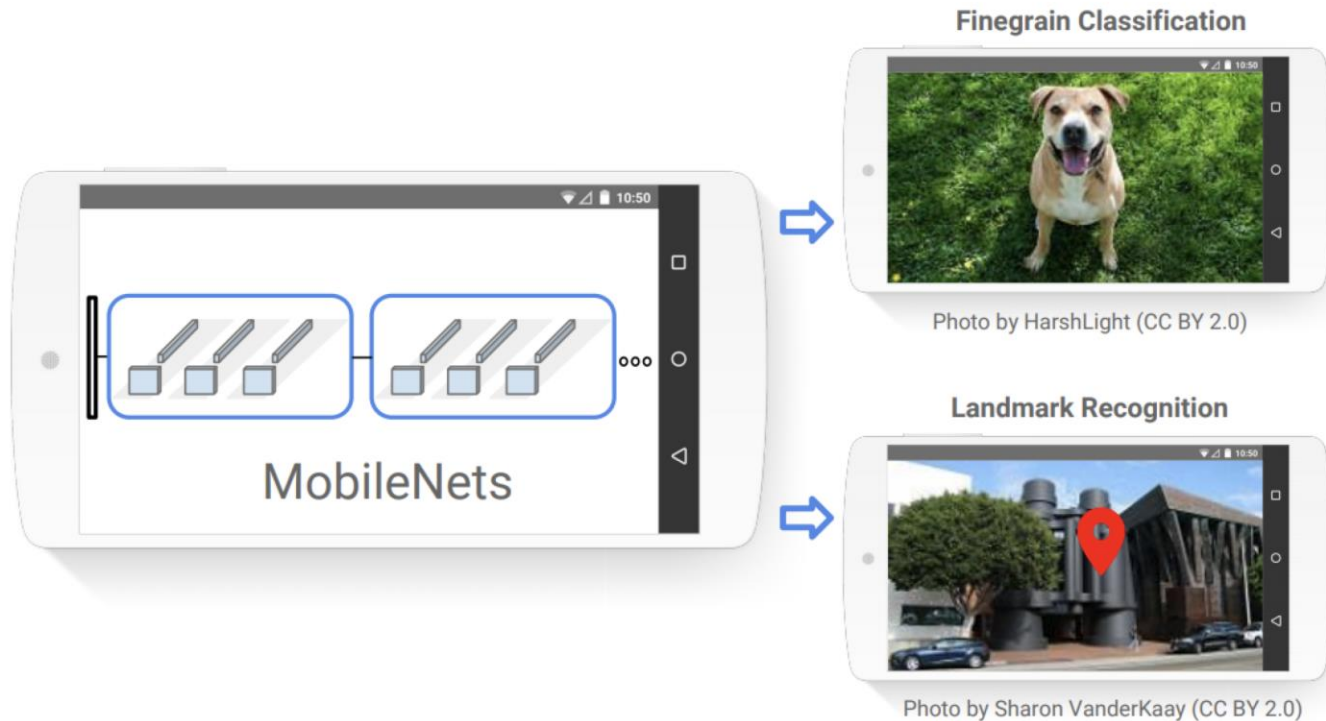 Finegrain Classification
10:50
Photo by HarshLight (CC BY 2.0)
10:50
MobileNets
Landmark Recognition
10:50
Photo by Sharon VanderKaay (CC BY 2.0)